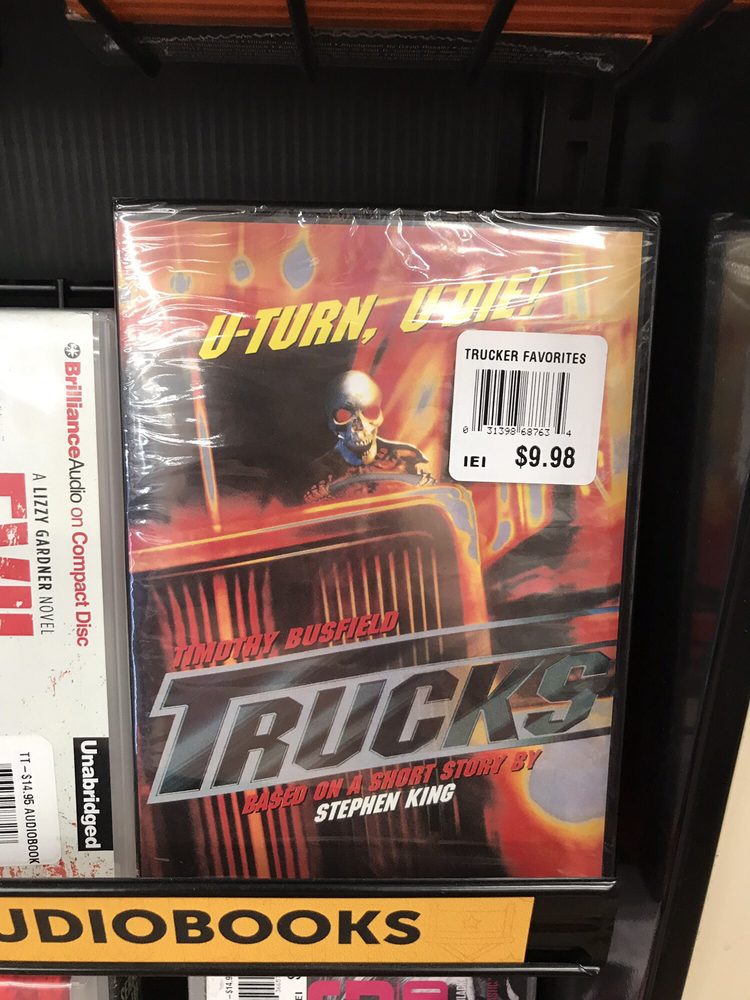 U-TURN, U DIE!
TRUCKER FAVORITES
0 31398 68763 4
IEI $9.98
TIMOTHY BUSFIELD
TRUCKS
BASED ON A SHORT STORY BY
STEPHEN KING
BrillianceAudio on Compact Disc
A LIZZY GARDNER NOVEL
Unabridged
TT-$14.95 AUDIOBOOK
UDIOBOOKS